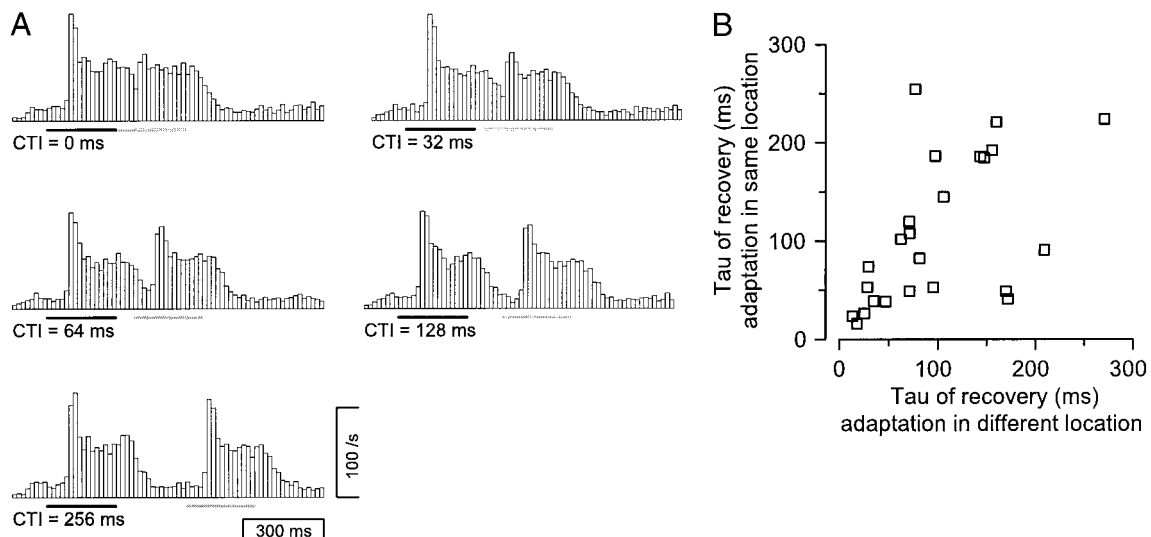 A
CTI = 0 ms
CTI = 32 ms
CTI = 64 ms
CTI = 128 ms
CTI = 256 ms
100 /s
300 ms
B
Tau of recovery (ms)
adaptation in same location
300
200
100
0
0
100
200
300
Tau of recovery (ms)
adaptation in different location